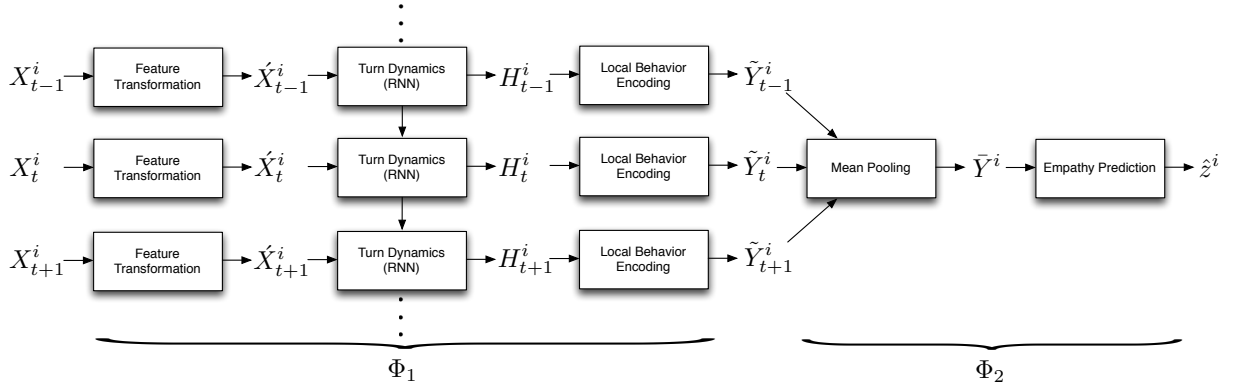 X^i_{t-1} Feature Transformation X́^i_{t-1} Turn Dynamics (RNN) H^i_{t-1} Local Behavior Encoding Ỹ^i_{t-1}
X^i_t Feature Transformation X́^i_t Turn Dynamics (RNN) H^i_t Local Behavior Encoding Ỹ^i_t Mean Pooling Ȳ^i Empathy Prediction ẑ^i
X^i_{t+1} Feature Transformation X́^i_{t+1} Turn Dynamics (RNN) H^i_{t+1} Local Behavior Encoding Ỹ^i_{t+1}
Φ_1 Φ_2